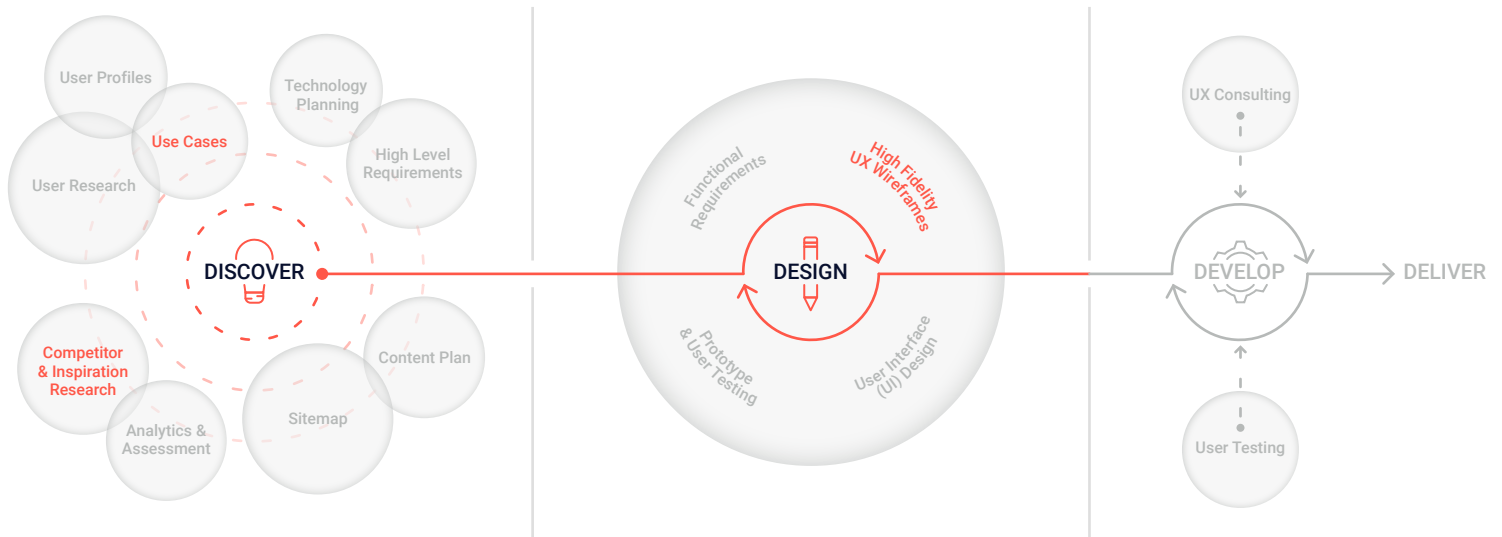 User Profiles
Use Cases
User Research
Technology
Planning
High Level
Requirements
DISCOVER
Competitor
& Inspiration
Research
Analytics &
Assessment
Sitemap
Content Plan
Functional
Requirements
High Fidelity
UX Wireframes
DESIGN
Prototype
& User Testing
User Interface
(UI) Design
UX Consulting
DEVELOP
DELIVER
User Testing